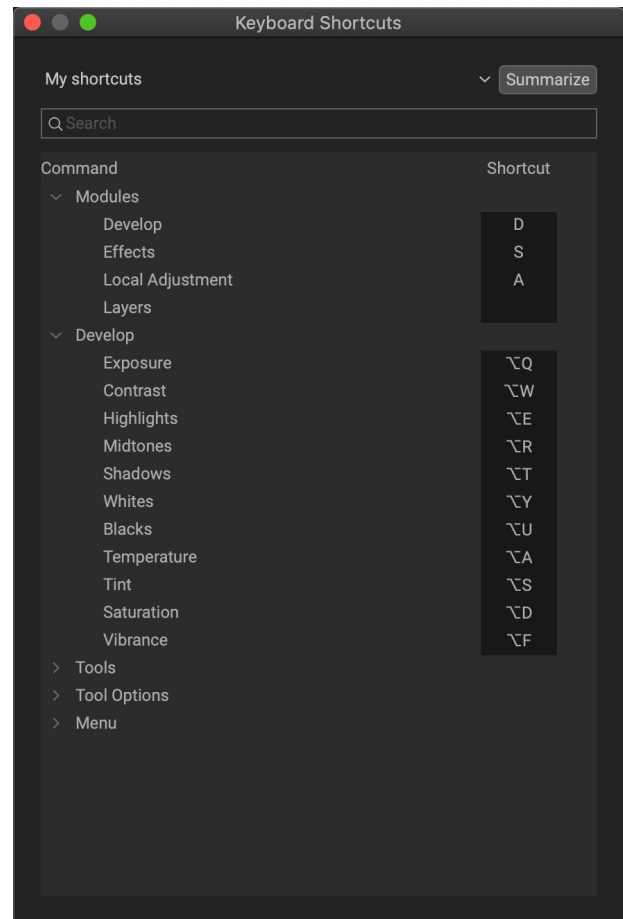 Keyboard Shortcuts
My shortcuts Summarize
Search
Command Shortcut
Modules
Develop D
Effects S
Local Adjustment A
Layers
Develop
Exposure ⌥Q
Contrast ⌥W
Highlights ⌥E
Midtones ⌥R
Shadows ⌥T
Whites ⌥Y
Blacks ⌥U
Temperature ⌥A
Tint ⌥S
Saturation ⌥D
Vibrance ⌥F
Tools
Tool Options
Menu